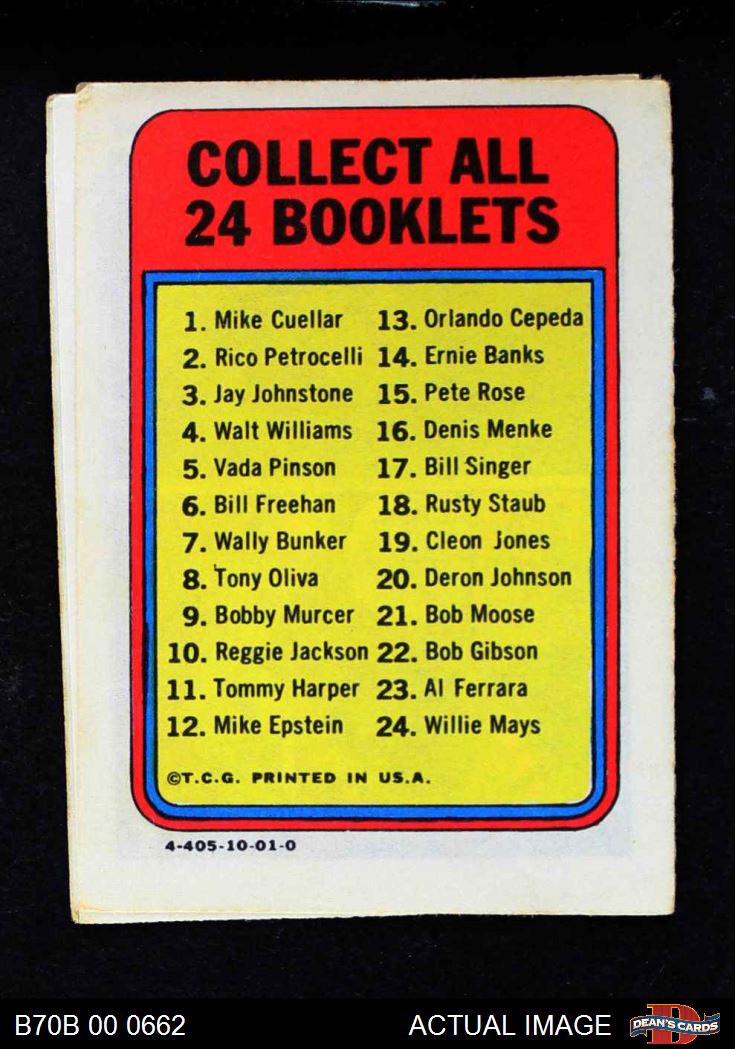 COLLECT ALL
24 BOOKLETS
1. Mike Cuellar
2. Rico Petrocelli
3. Jay Johnstone
4. Walt Williams
5. Vada Pinson
6. Bill Freehan
7. Wally Bunker
8. Tony Oliva
9. Bobby Murcer
10. Reggie Jackson
11. Tommy Harper
12. Mike Epstein
13. Orlando Cepeda
14. Ernie Banks
15. Pete Rose
16. Denis Menke
17. Bill Singer
18. Rusty Staub
19. Cleon Jones
20. Deron Johnson
21. Bob Moose
22. Bob Gibson
23. Al Ferrara
24. Willie Mays
©T.C.G. PRINTED IN U.S.A.
4-405-10-01-0
B70B 00 0662
ACTUAL IMAGE
D
DEAN'S CARDS